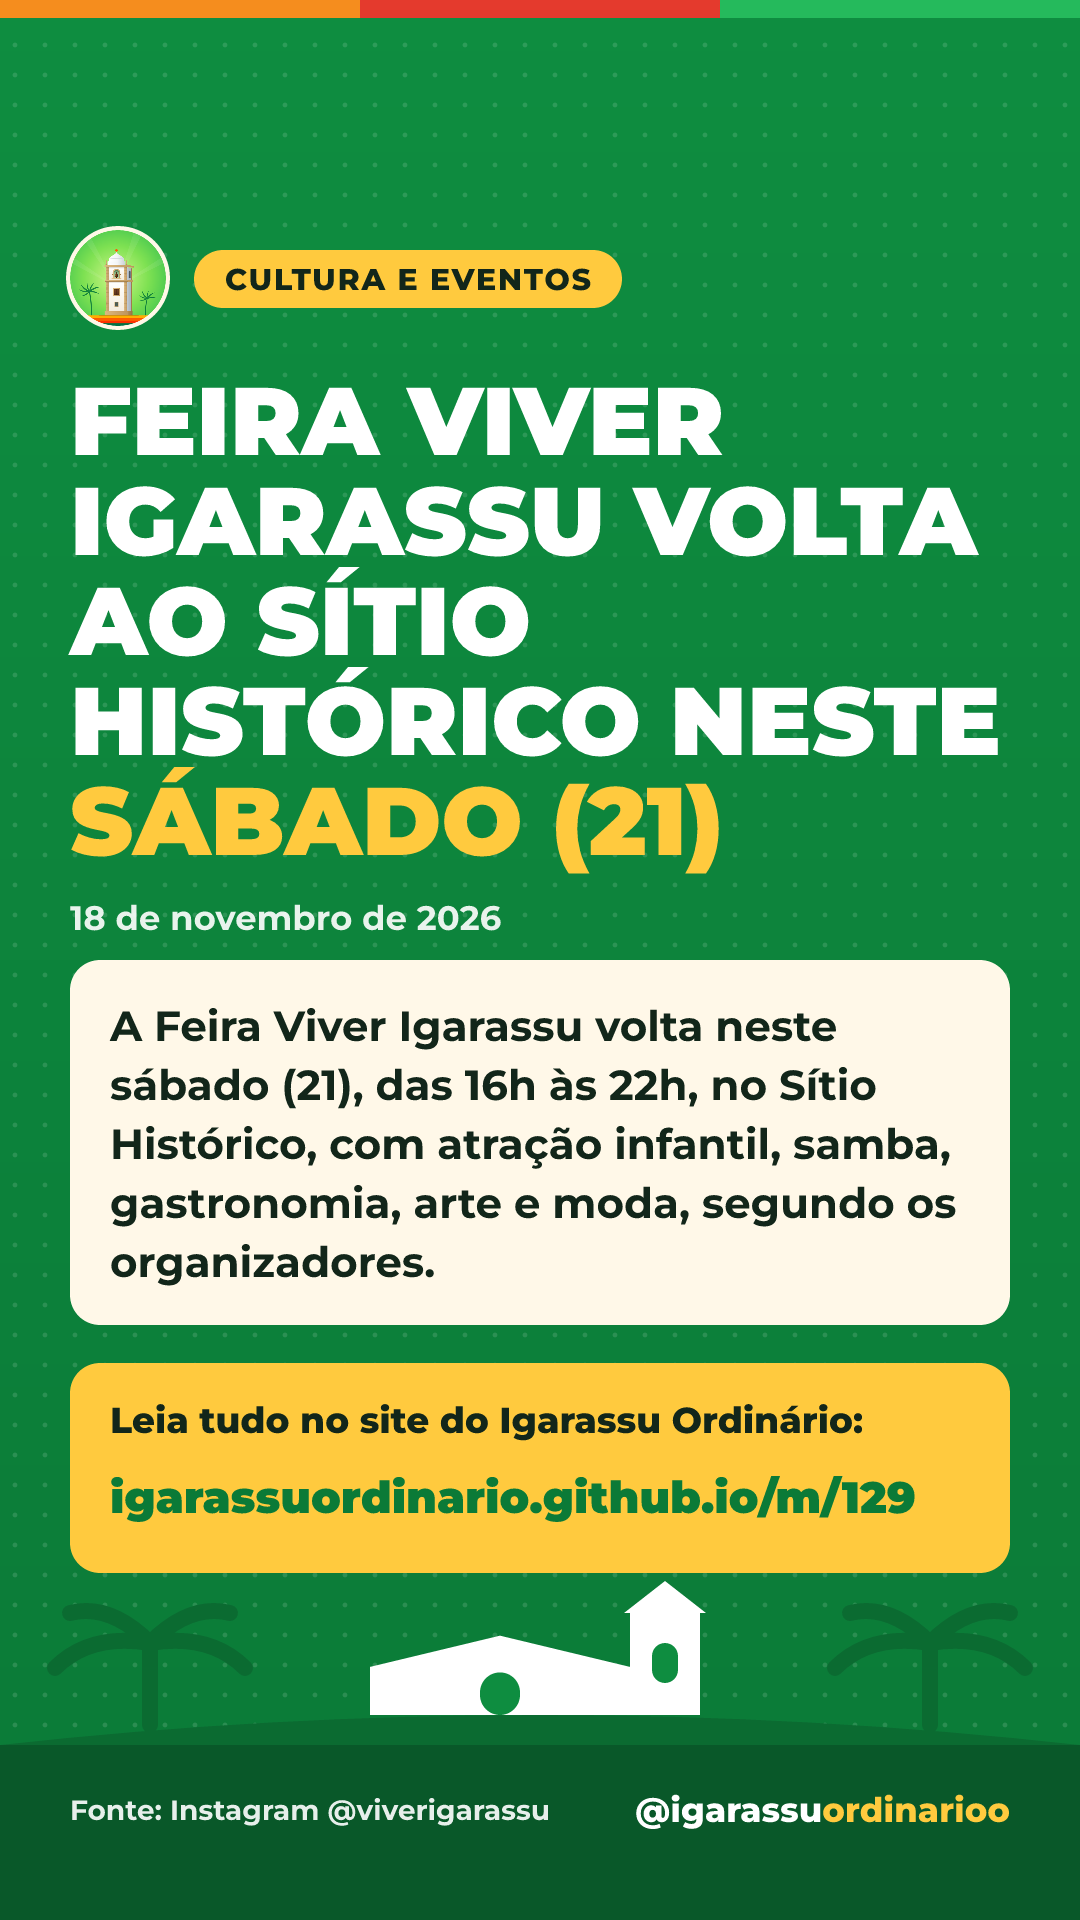 CULTURA E EVENTOS
FEIRA VIVER
IGARASSU VOLTA
AO SÍTIO
HISTÓRICO NESTE
SÁBADO (21)
18 de novembro de 2026
A Feira Viver Igarassu volta neste
sábado (21), das 16h às 22h, no Sítio
Histórico, com atração infantil, samba,
gastronomia, arte e moda, segundo os
organizadores.
Leia tudo no site do Igarassu Ordinário:
igarassuordinario.github.io/m/129
Fonte: Instagram @viverigarassu
@igarassuordinarioo